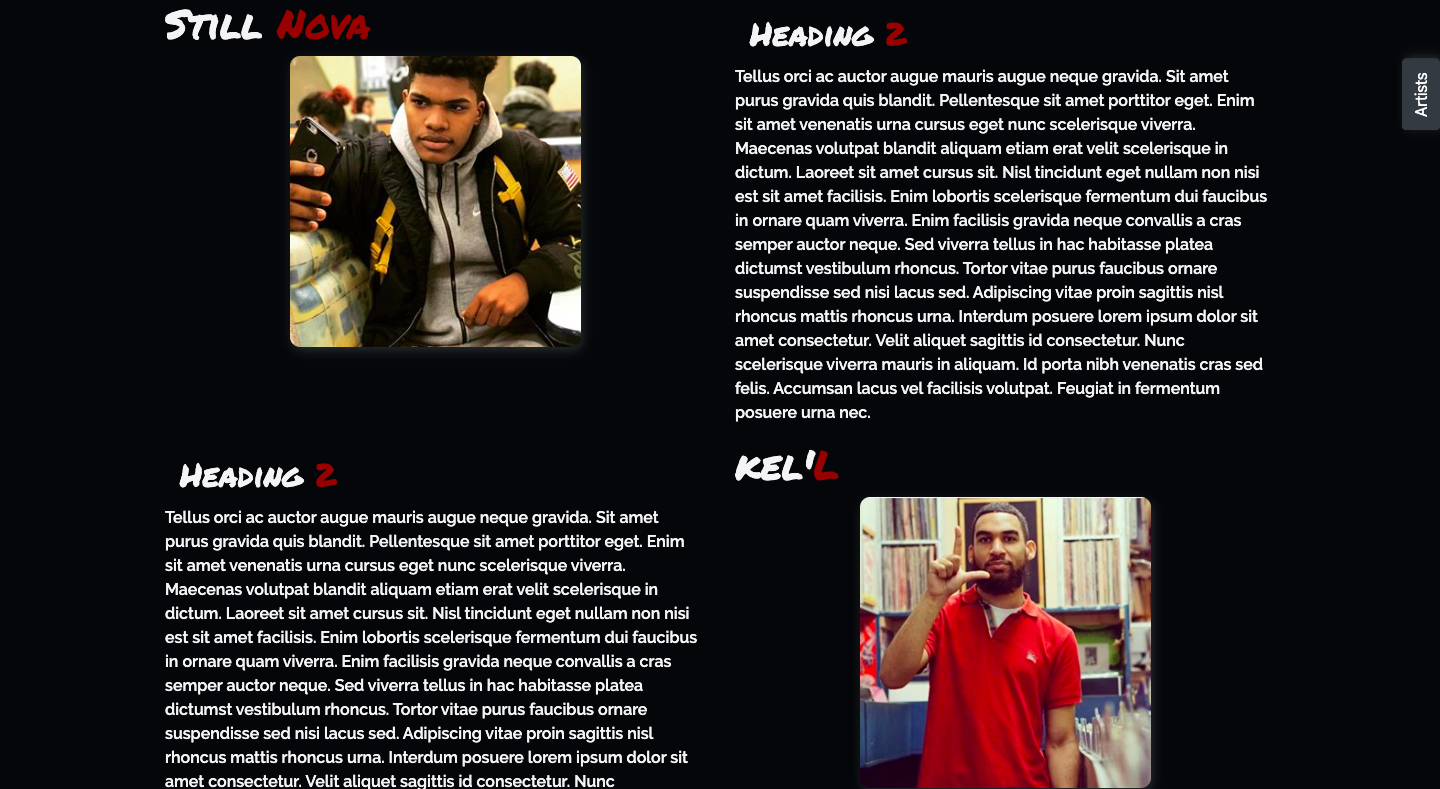 Still Nova
Heading 2
Tellus orci ac auctor augue mauris augue neque gravida. Sit amet
purus gravida quis blandit. Pellentesque sit amet porttitor eget. Enim
sit amet venenatis urna cursus eget nunc scelerisque viverra.
Maecenas volutpat blandit aliquam etiam erat velit scelerisque in
dictum. Laoreet sit amet cursus sit. Nisl tincidunt eget nullam non nisi
est sit amet facilisis. Enim lobortis scelerisque fermentum dui faucibus
in ornare quam viverra. Enim facilisis gravida neque convallis a cras
semper auctor neque. Sed viverra tellus in hac habitasse platea
dictumst vestibulum rhoncus. Tortor vitae purus faucibus ornare
suspendisse sed nisi lacus sed. Adipiscing vitae proin sagittis nisl
rhoncus mattis rhoncus urna. Interdum posuere lorem ipsum dolor sit
amet consectetur. Velit aliquet sagittis id consectetur. Nunc
scelerisque viverra mauris in aliquam. Id porta nibh venenatis cras sed
felis. Accumsan lacus vel facilisis volutpat. Feugiat in fermentum
posuere urna nec.
Artists
Heading 2
Tellus orci ac auctor augue mauris augue neque gravida. Sit amet
purus gravida quis blandit. Pellentesque sit amet porttitor eget. Enim
sit amet venenatis urna cursus eget nunc scelerisque viverra.
Maecenas volutpat blandit aliquam etiam erat velit scelerisque in
dictum. Laoreet sit amet cursus sit. Nisl tincidunt eget nullam non nisi
est sit amet facilisis. Enim lobortis scelerisque fermentum dui faucibus
in ornare quam viverra. Enim facilisis gravida neque convallis a cras
semper auctor neque. Sed viverra tellus in hac habitasse platea
dictumst vestibulum rhoncus. Tortor vitae purus faucibus ornare
suspendisse sed nisi lacus sed. Adipiscing vitae proin sagittis nisl
rhoncus mattis rhoncus urna. Interdum posuere lorem ipsum dolor sit
amet consectetur. Velit aliquet sagittis id consectetur. Nunc
KEL'L